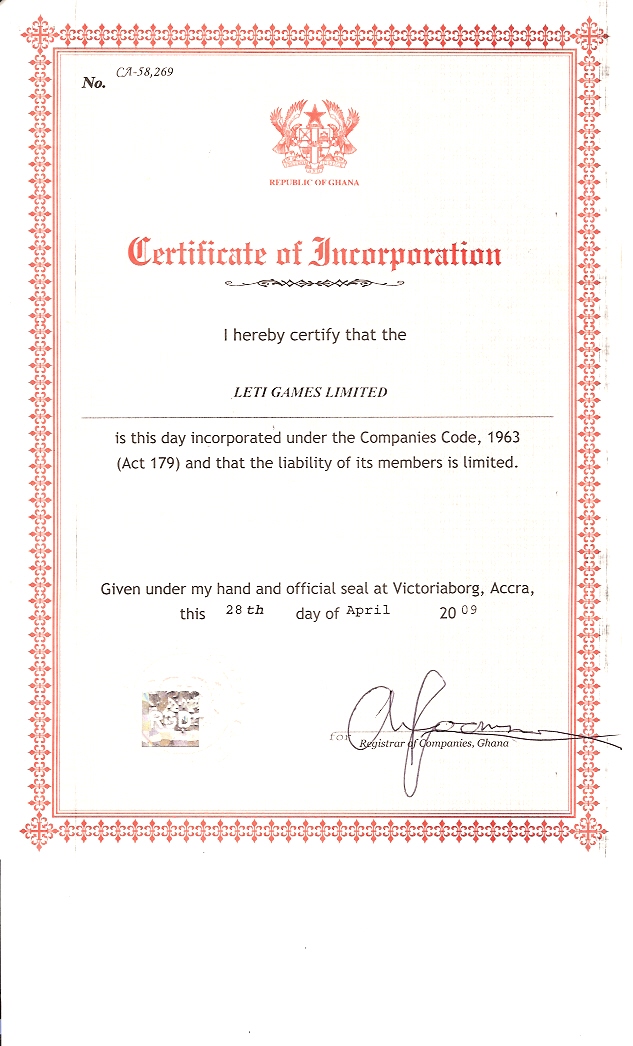 No. CA-58,269
REPUBLIC OF GHANA
Certificate of Incorporation
I hereby certify that the
LETI GAMES LIMITED
is this day incorporated under the Companies Code, 1963
(Act 179) and that the liability of its members is limited.
Given under my hand and official seal at Victoriaborg, Accra,
this 28th day of April 20 09
RGD
for Registrar of Companies, Ghana